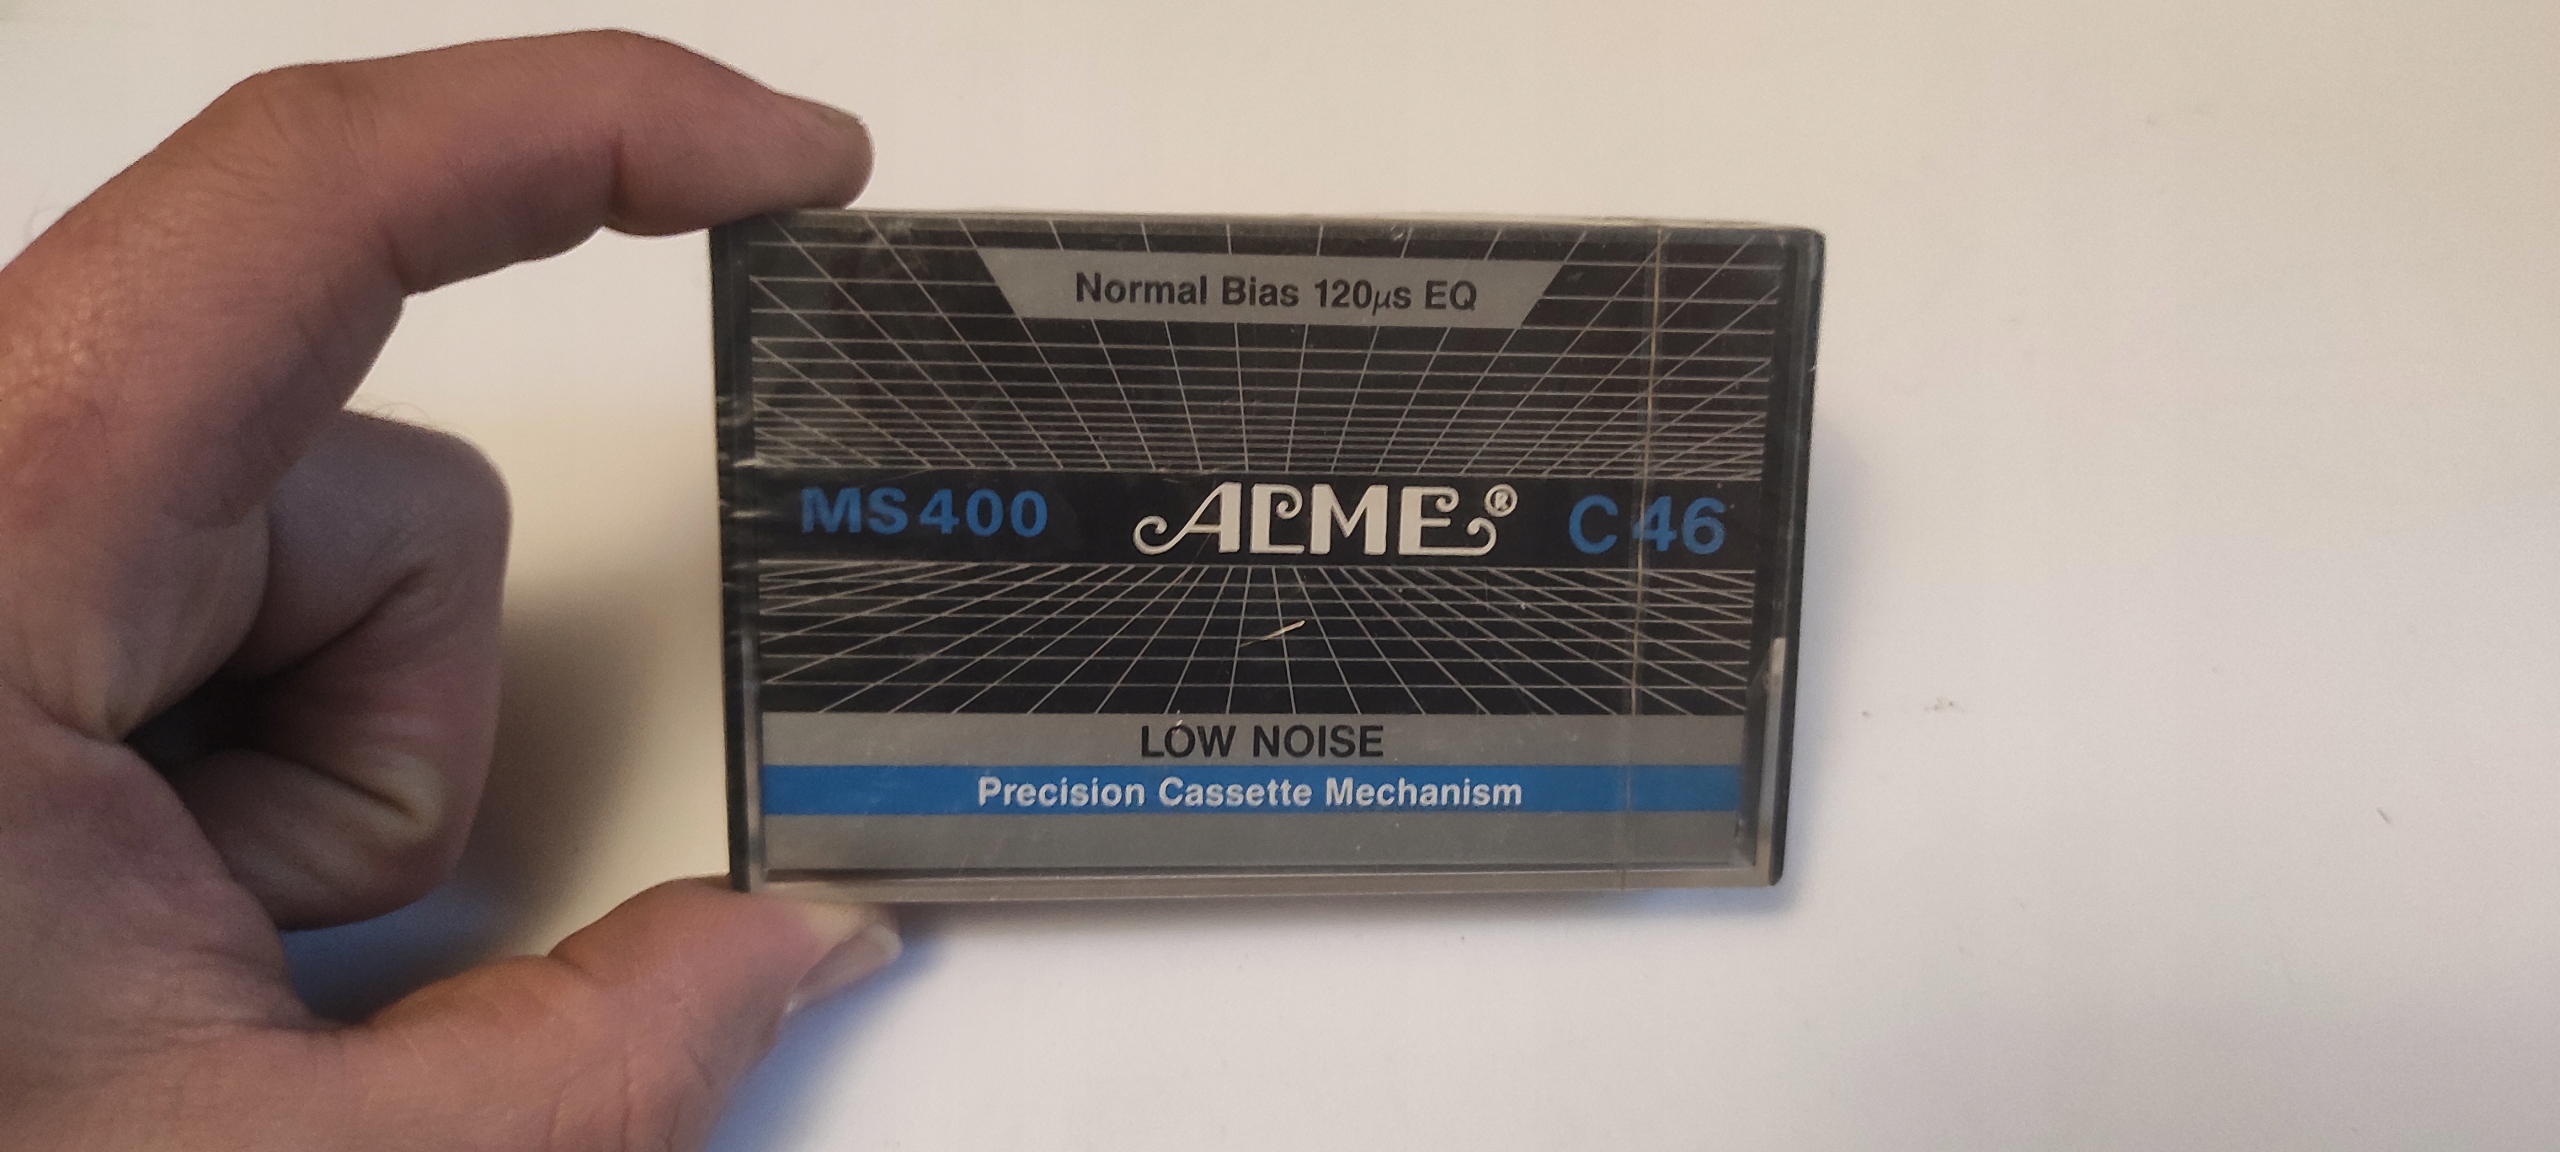 Normal Bias 120µs EQ
MS400 ACME® C46
LOW NOISE
Precision Cassette Mechanism